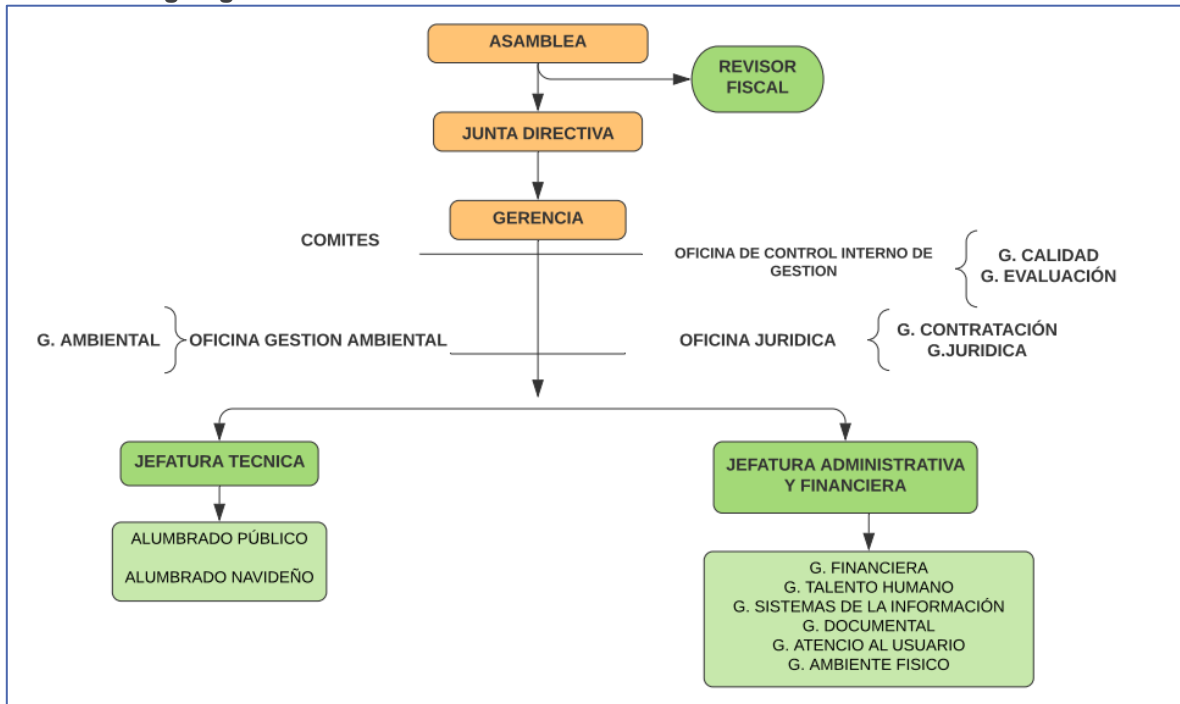 ASAMBLEA
REVISOR
FISCAL
JUNTA DIRECTIVA
GERENCIA
COMITES
OFICINA DE CONTROL INTERNO DE
GESTION
G. CALIDAD
G. EVALUACIÓN
G. AMBIENTAL
OFICINA GESTION AMBIENTAL
OFICINA JURIDICA
G. CONTRATACIÓN
G.JURIDICA
JEFATURA TECNICA
JEFATURA ADMINISTRATIVA
Y FINANCIERA
ALUMBRADO PÚBLICO
ALUMBRADO NAVIDEÑO
G. FINANCIERA
G. TALENTO HUMANO
G. SISTEMAS DE LA INFORMACIÓN
G. DOCUMENTAL
G. ATENCIO AL USUARIO
G. AMBIENTE FISICO